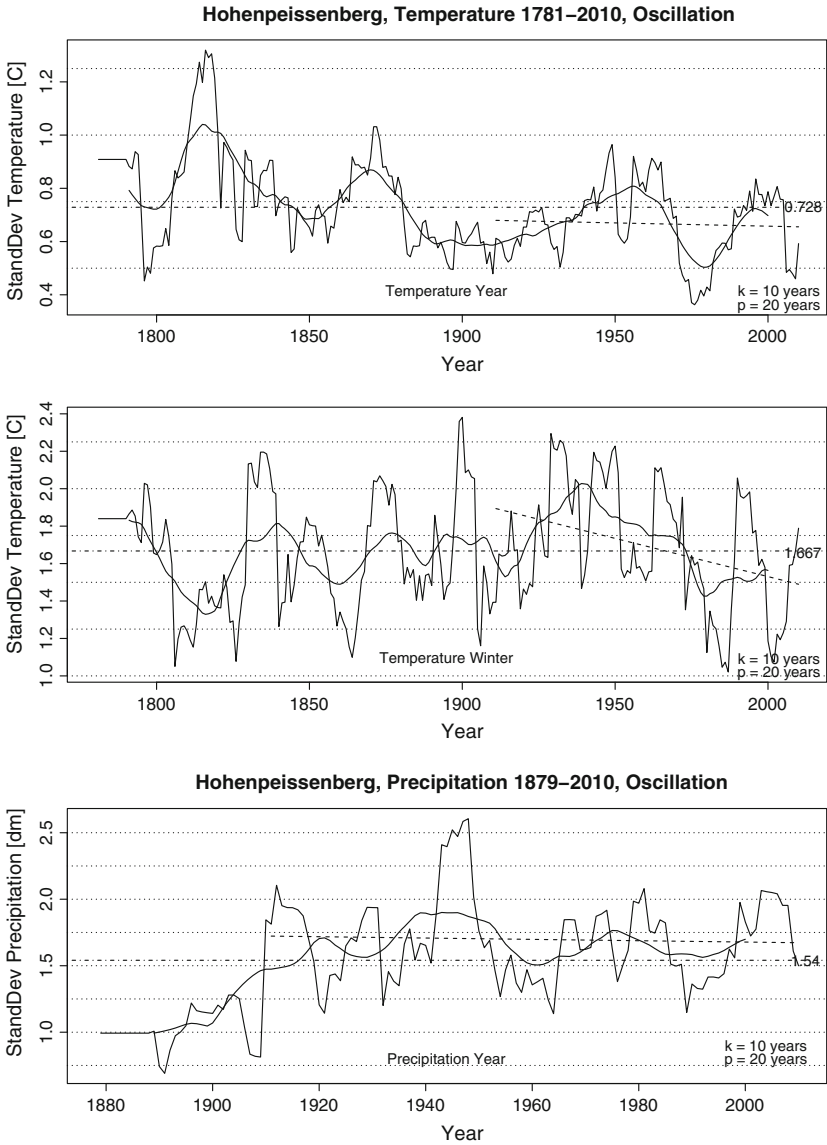 Hohenpeissenberg, Temperature 1781–2010, Oscillation
StandDev Temperature [C]
1.2
1.0
0.8
0.6
0.4
0.728
Temperature Year
k = 10 years
p = 20 years
1800 1850 1900 1950 2000
Year
StandDev Temperature [C]
2.4
2.2
2.0
1.8
1.6
1.4
1.2
1.0
1.667
Temperature Winter
k = 10 years
p = 20 years
1800 1850 1900 1950 2000
Year
Hohenpeissenberg, Precipitation 1879–2010, Oscillation
StandDev Precipitation [dm]
2.5
2.0
1.5
1.0
1.54
Precipitation Year
k = 10 years
p = 20 years
1880 1900 1920 1940 1960 1980 2000
Year